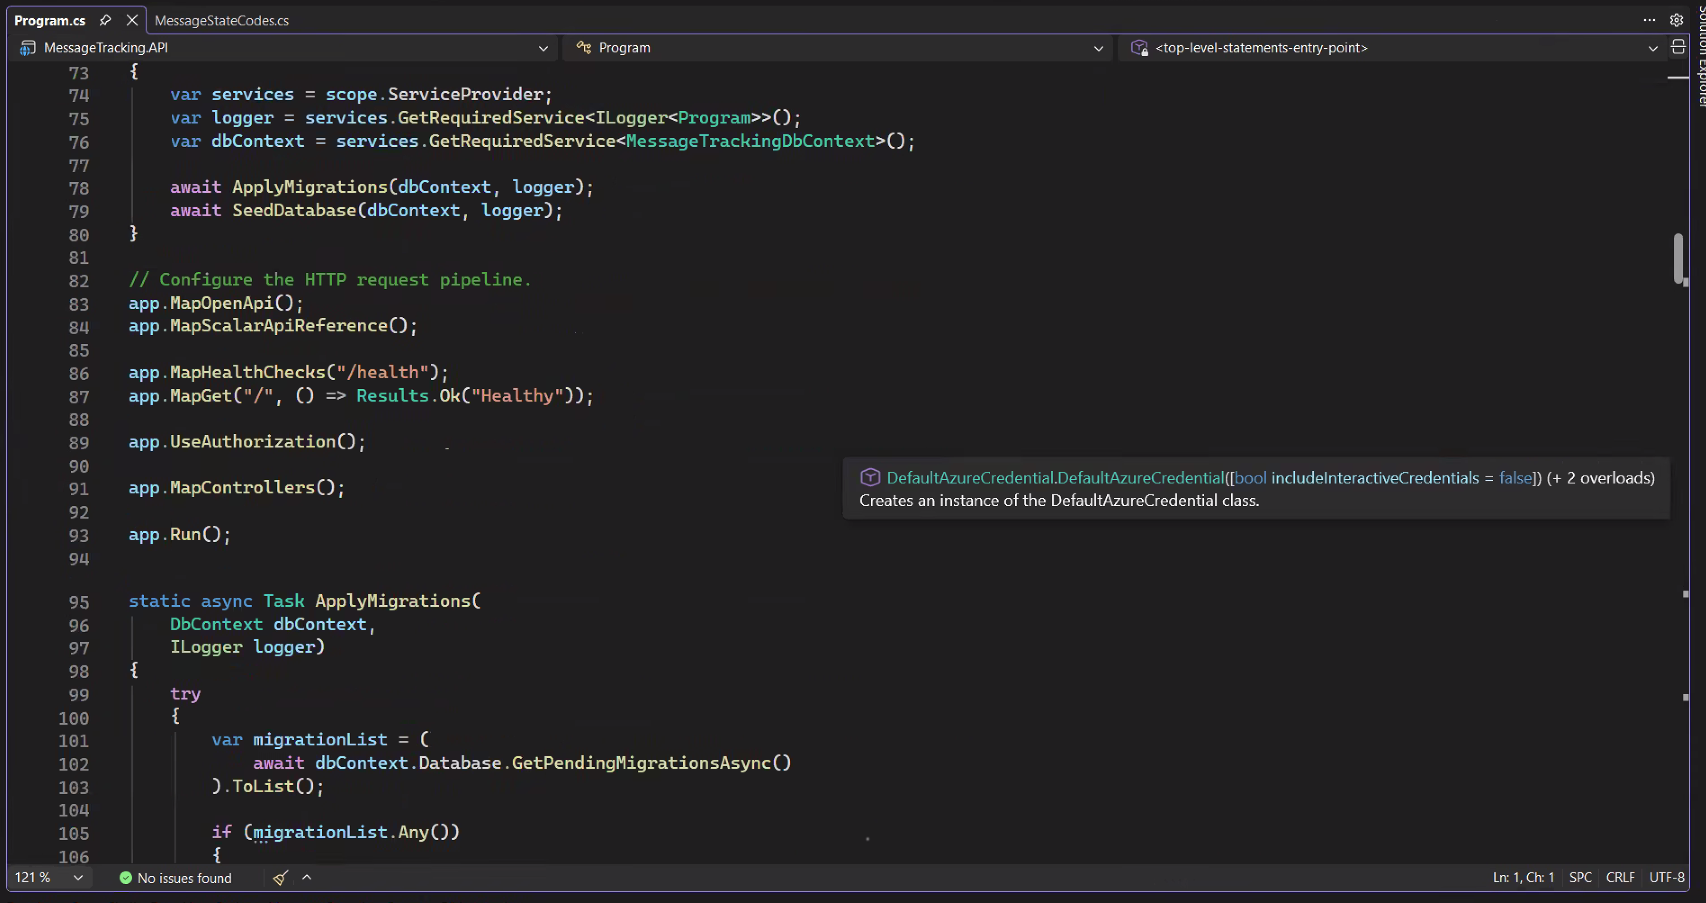 Program.cs
MessageStateCodes.cs
MessageTracking.API
Program
<top-level-statements-entry-point>
Solution Explorer
73 {
74 var services = scope.ServiceProvider;
75 var logger = services.GetRequiredService<ILogger<Program>>();
76 var dbContext = services.GetRequiredService<MessageTrackingDbContext>();
77
78 await ApplyMigrations(dbContext, logger);
79 await SeedDatabase(dbContext, logger);
80 }
81
82 // Configure the HTTP request pipeline.
83 app.MapOpenApi();
84 app.MapScalarApiReference();
85
86 app.MapHealthChecks("/health");
87 app.MapGet("/", () => Results.Ok("Healthy"));
88
89 app.UseAuthorization();
90
91 app.MapControllers();
92
93 app.Run();
94
DefaultAzureCredential.DefaultAzureCredential([bool includeInteractiveCredentials = false]) (+ 2 overloads)
Creates an instance of the DefaultAzureCredential class.
95 static async Task ApplyMigrations(
96 DbContext dbContext,
97 ILogger logger)
98 {
99 try
100 {
101 var migrationList = (
102 await dbContext.Database.GetPendingMigrationsAsync()
103 ).ToList();
104
105 if (migrationList.Any())
106 {
121 %
No issues found
Ln: 1, Ch: 1
SPC
CRLF
UTF-8